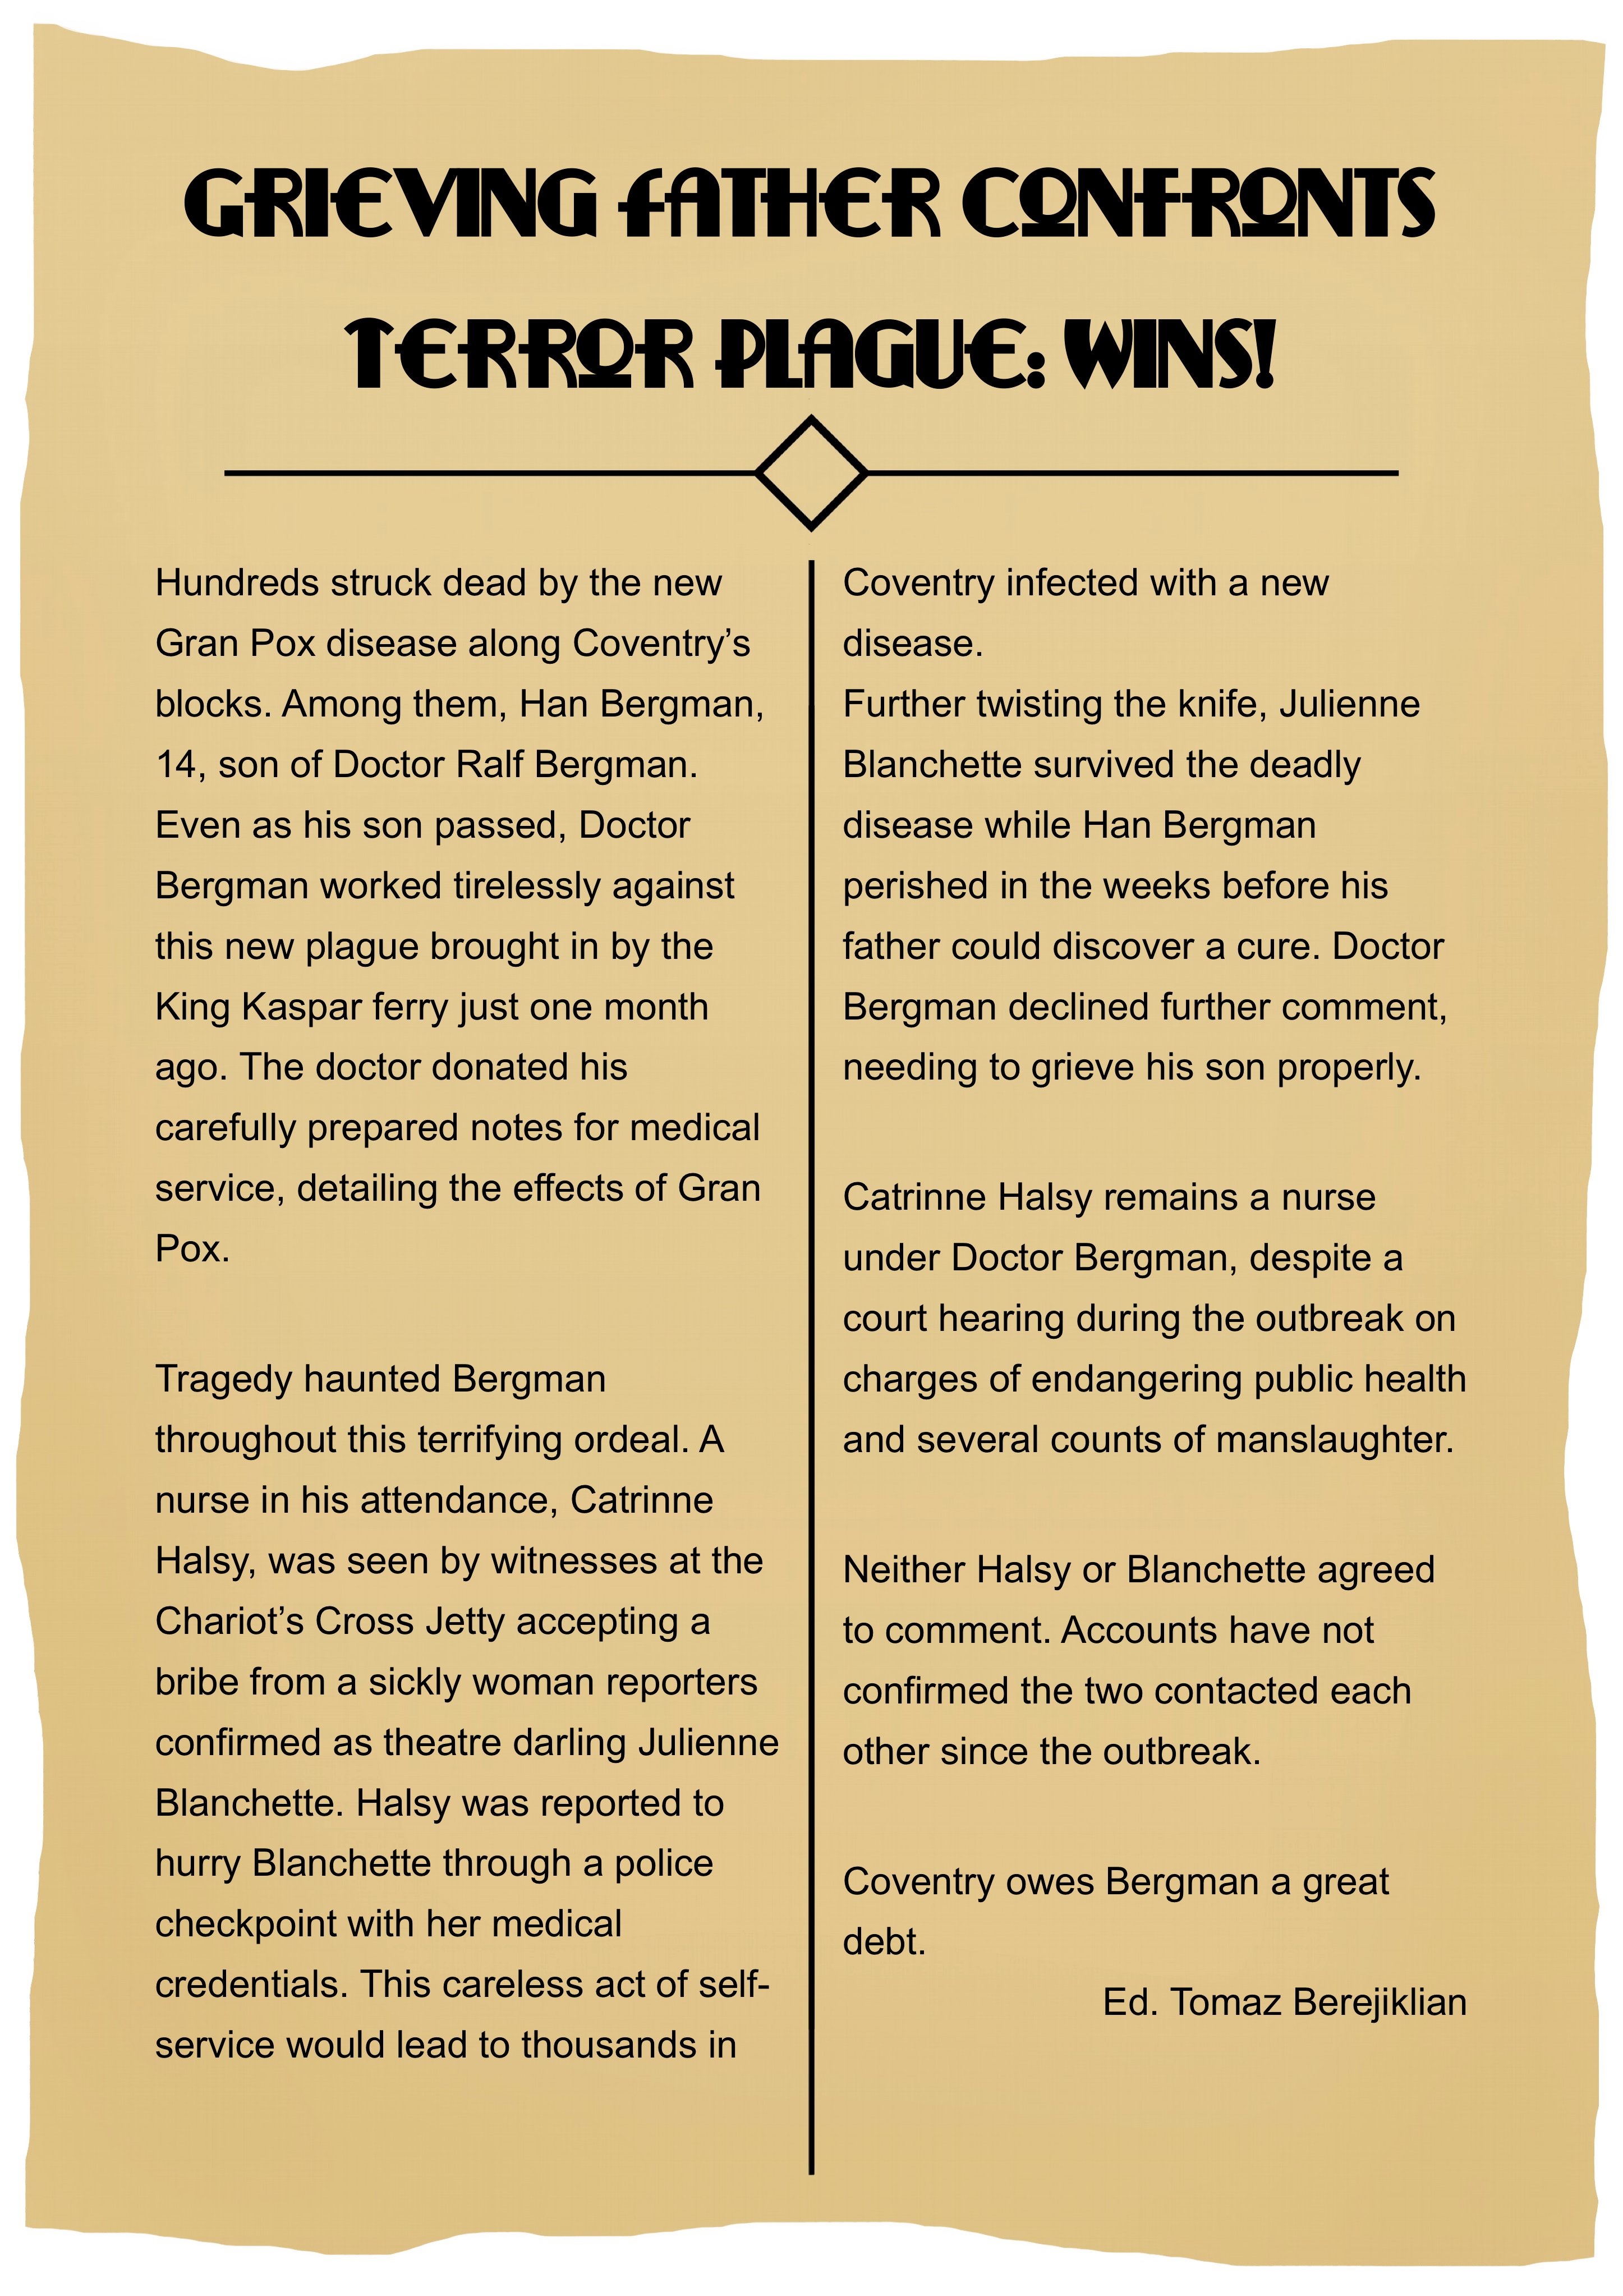 GRIEVING FATHER CONFRONTS
TERROR PLAGUE: WINS!
Hundreds struck dead by the new
Gran Pox disease along Coventry’s
blocks. Among them, Han Bergman,
14, son of Doctor Ralf Bergman.
Even as his son passed, Doctor
Bergman worked tirelessly against
this new plague brought in by the
King Kaspar ferry just one month
ago. The doctor donated his
carefully prepared notes for medical
service, detailing the effects of Gran
Pox.
Tragedy haunted Bergman
throughout this terrifying ordeal. A
nurse in his attendance, Catrinne
Halsy, was seen by witnesses at the
Chariot’s Cross Jetty accepting a
bribe from a sickly woman reporters
confirmed as theatre darling Julienne
Blanchette. Halsy was reported to
hurry Blanchette through a police
checkpoint with her medical
credentials. This careless act of self-
service would lead to thousands in
Coventry infected with a new
disease.
Further twisting the knife, Julienne
Blanchette survived the deadly
disease while Han Bergman
perished in the weeks before his
father could discover a cure. Doctor
Bergman declined further comment,
needing to grieve his son properly.
Catrinne Halsy remains a nurse
under Doctor Bergman, despite a
court hearing during the outbreak on
charges of endangering public health
and several counts of manslaughter.
Neither Halsy or Blanchette agreed
to comment. Accounts have not
confirmed the two contacted each
other since the outbreak.
Coventry owes Bergman a great
debt.
Ed. Tomaz Berejiklian